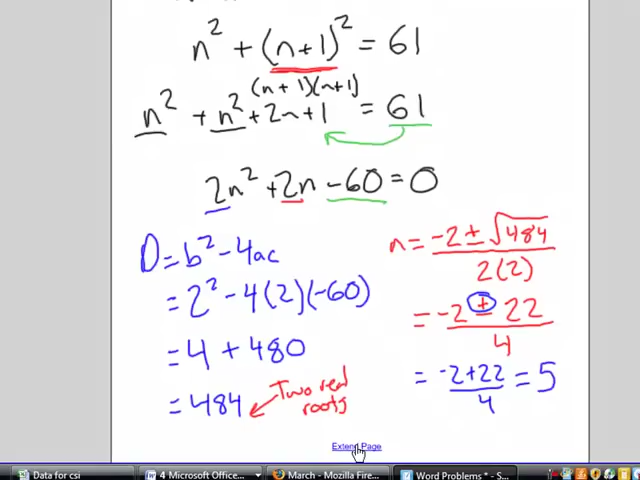 n² + (n+1)² = 61
(n+1)(n+1)
n² + n² + 2n + 1 = 61
2n² + 2n - 60 = 0
D = b² - 4ac
= 2² - 4(2)(-60)
= 4 + 480
= 484
Two real
roots
n = (-2 ± √484) / 2(2)
= (-2 ± 22) / 4
= (-2 + 22) / 4 = 5
Extend Page
Data for csi
4 Microsoft Office...
March - Mozilla Fire...
Word Problems * - S...